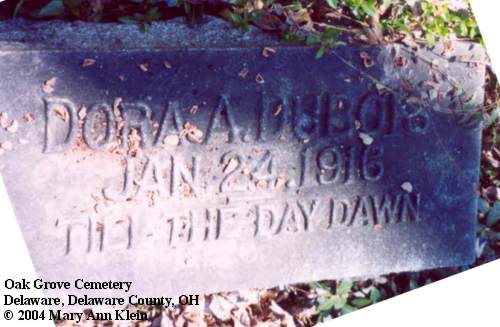 DORA A. DUBOIS
JAN. 24. 1916
TILL THE DAY DAWN
Oak Grove Cemetery
Delaware, Delaware County, OH
© 2004 Mary Ann Klein